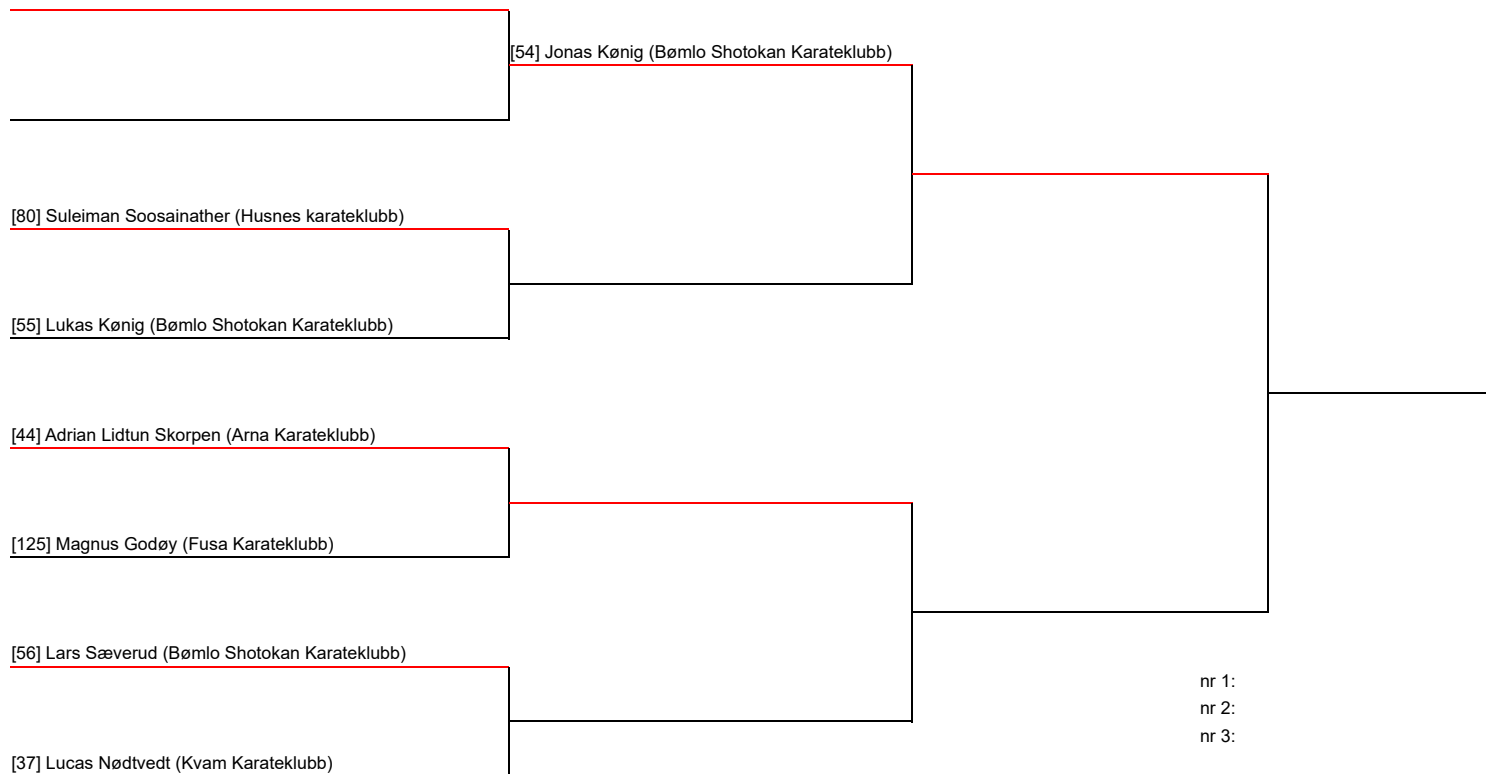 [54] Jonas Kønig (Bømlo Shotokan Karateklubb)
[80] Suleiman Soosainather (Husnes karateklubb)
[55] Lukas Kønig (Bømlo Shotokan Karateklubb)
[44] Adrian Lidtun Skorpen (Arna Karateklubb)
[125] Magnus Godøy (Fusa Karateklubb)
[56] Lars Sæverud (Bømlo Shotokan Karateklubb)
nr 1:
nr 2:
nr 3:
[37] Lucas Nødtvedt (Kvam Karateklubb)